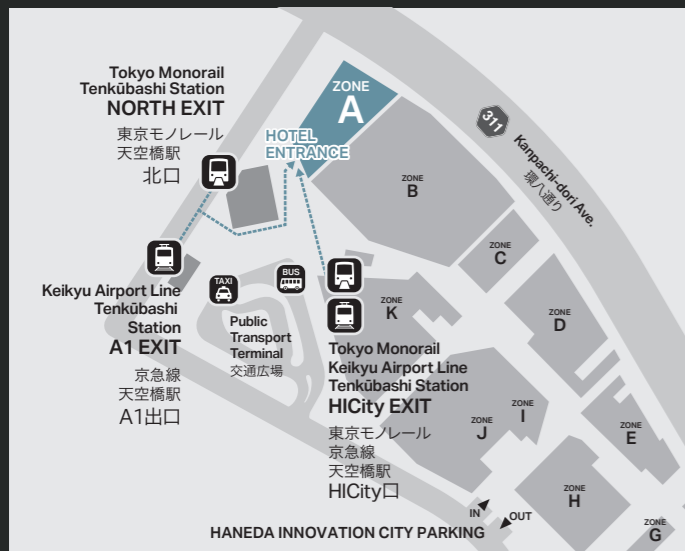 Tokyo Monorail
Tenkūbashi Station
NORTH EXIT
東京モノレール
天空橋駅
北口
HOTEL
ENTRANCE
ZONE
A
311
Kanpachi-dori Ave.
環八通り
ZONE
B
ZONE
C
ZONE
D
Keikyu Airport Line
Tenkūbashi
Station
A1 EXIT
京急線
天空橋駅
A1出口
TAXI
BUS
Public
Transport
Terminal
交通広場
ZONE
K
Tokyo Monorail
Keikyu Airport Line
Tenkūbashi Station
HICity EXIT
東京モノレール
京急線
天空橋駅
HICity口
ZONE
I
ZONE
J
ZONE
E
ZONE
H
ZONE
G
IN
OUT
HANEDA INNOVATION CITY PARKING